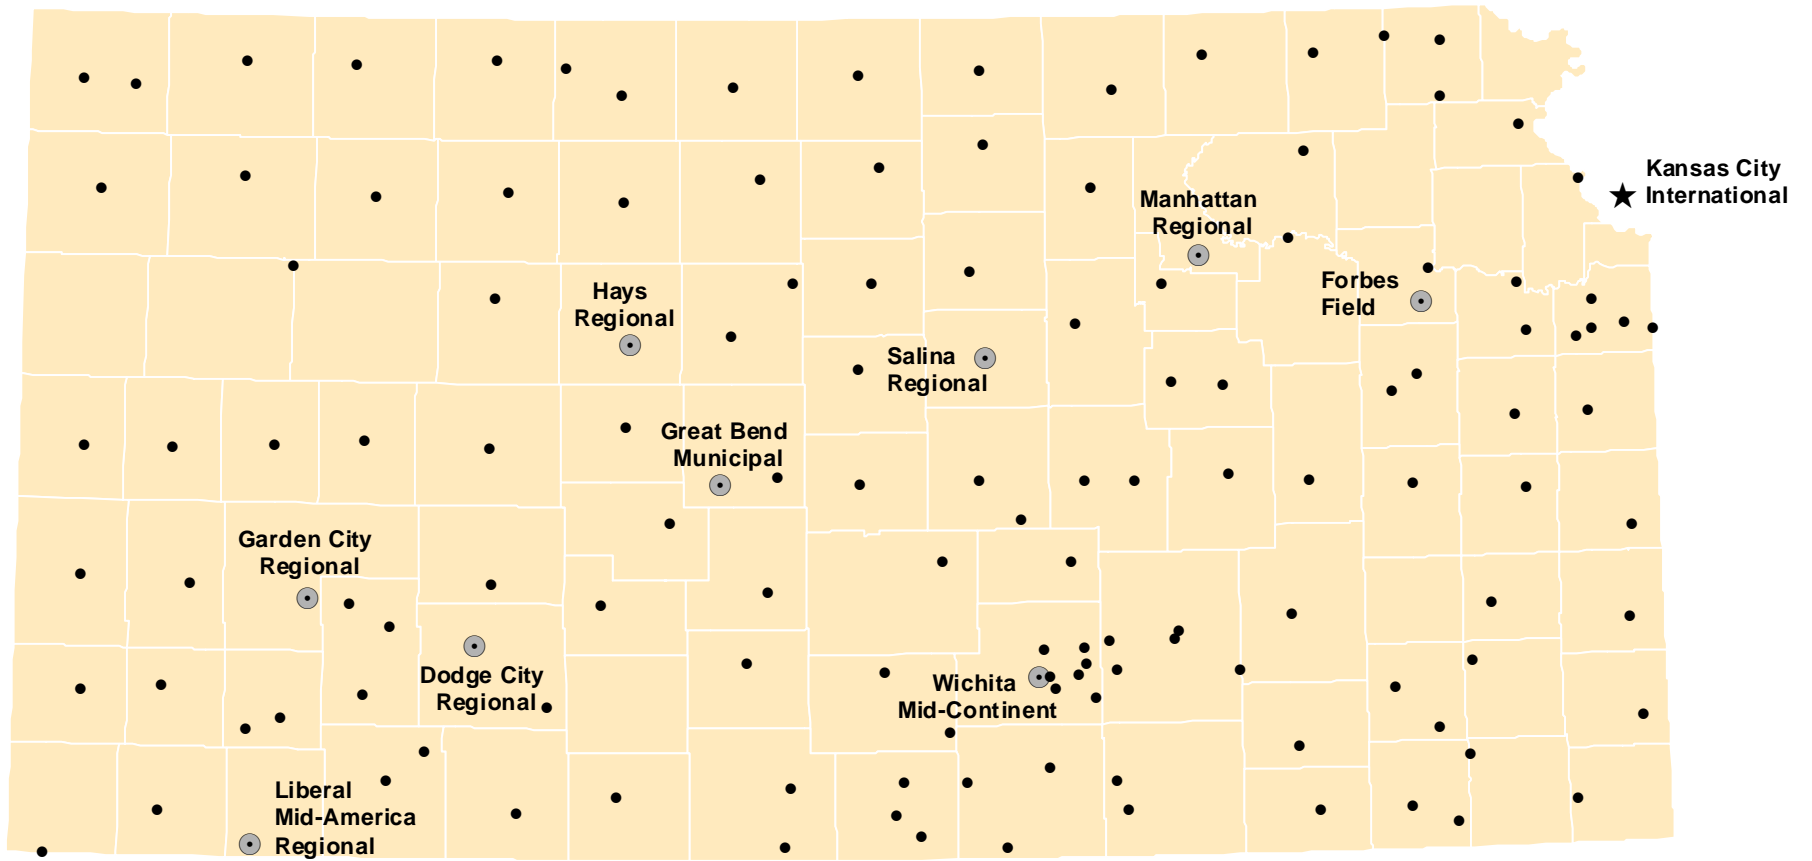 Kansas City
International
Manhattan
Regional
Forbes
Field
Hays
Regional
Salina
Regional
Great Bend
Municipal
Garden City
Regional
Dodge City
Regional
Wichita
Mid-Continent
Liberal
Mid-America
Regional